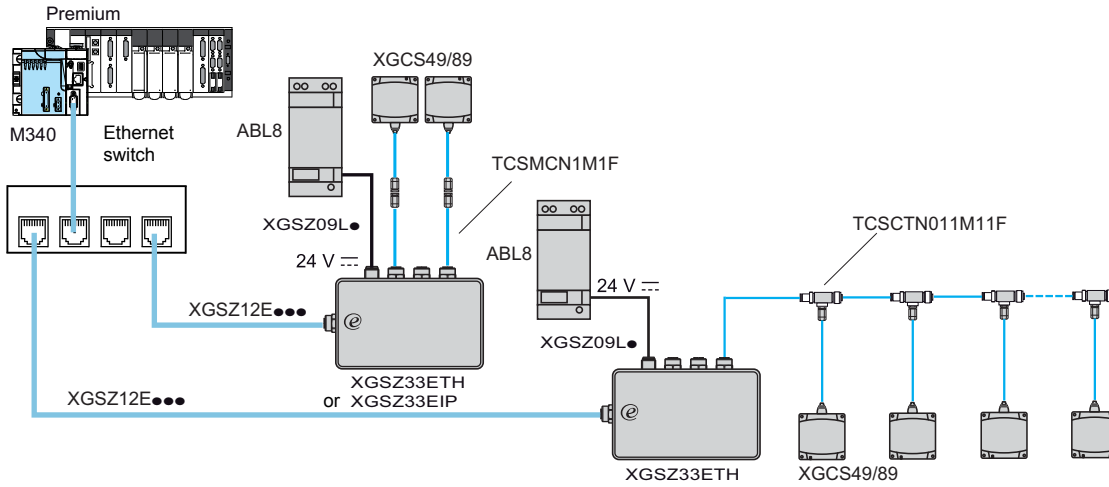 Premium
XGCS49/89
M340
Ethernet
switch
ABL8
TCSMCN1M1F
XGSZ09L●
24 V ⎓
ABL8
TCSCTN011M11F
24 V ⎓
XGSZ12E●●●
e
XGSZ09L●
XGSZ33ETH
or XGSZ33EIP
XGSZ12E●●●
e
XGSZ33ETH
XGCS49/89